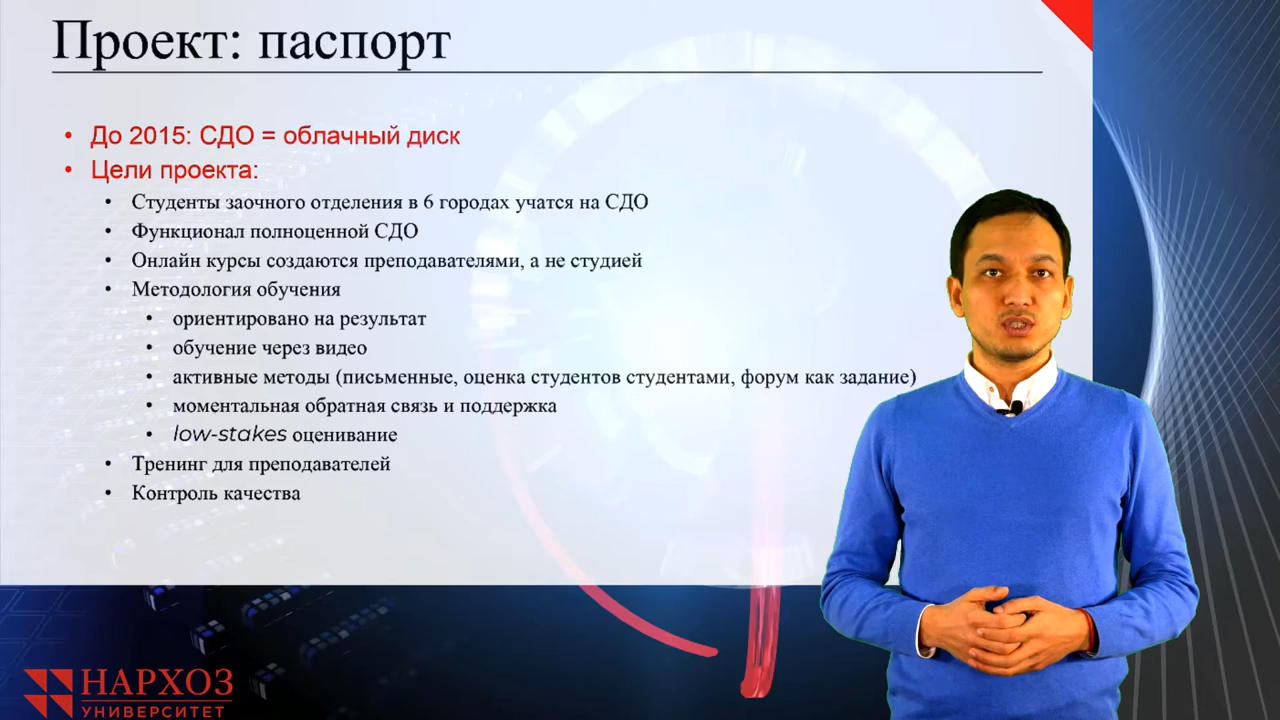 Проект: паспорт
• До 2015: СДО = облачный диск
• Цели проекта:
• Студенты заочного отделения в 6 городах учатся на СДО
• Функционал полноценной СДО
• Онлайн курсы создаются преподавателями, а не студией
• Методология обучения
• ориентировано на результат
• обучение через видео
• активные методы (письменные, оценка студентов студентами, форум как задание)
• моментальная обратная связь и поддержка
• low-stakes оценивание
• Тренинг для преподавателей
• Контроль качества
НАРХОЗ
УНИВЕРСИТЕТ